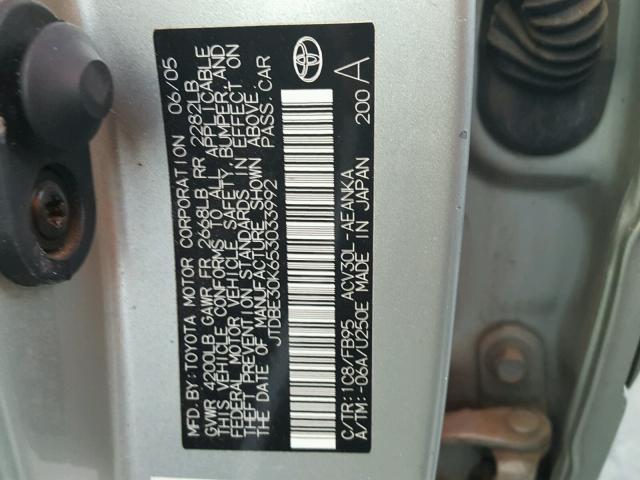 MFD. BY: TOYOTA MOTOR CORPORATION 06/05
GVWR 4200LB GAWR FR 2668LB RR 2282LB
THIS VEHICLE CONFORMS TO ALL APPLICABLE
FEDERAL MOTOR VEHICLE SAFETY, BUMPER, AND
THEFT PREVENTION STANDARDS IN EFFECT ON
THE DATE OF MANUFACTURE SHOWN ABOVE.
JTDBE30K653033992 PASS. CAR
C/TR: 1C8/FB95 ACV30L-AEANKA
A/TM: -06A/U250E MADE IN JAPAN 200 A